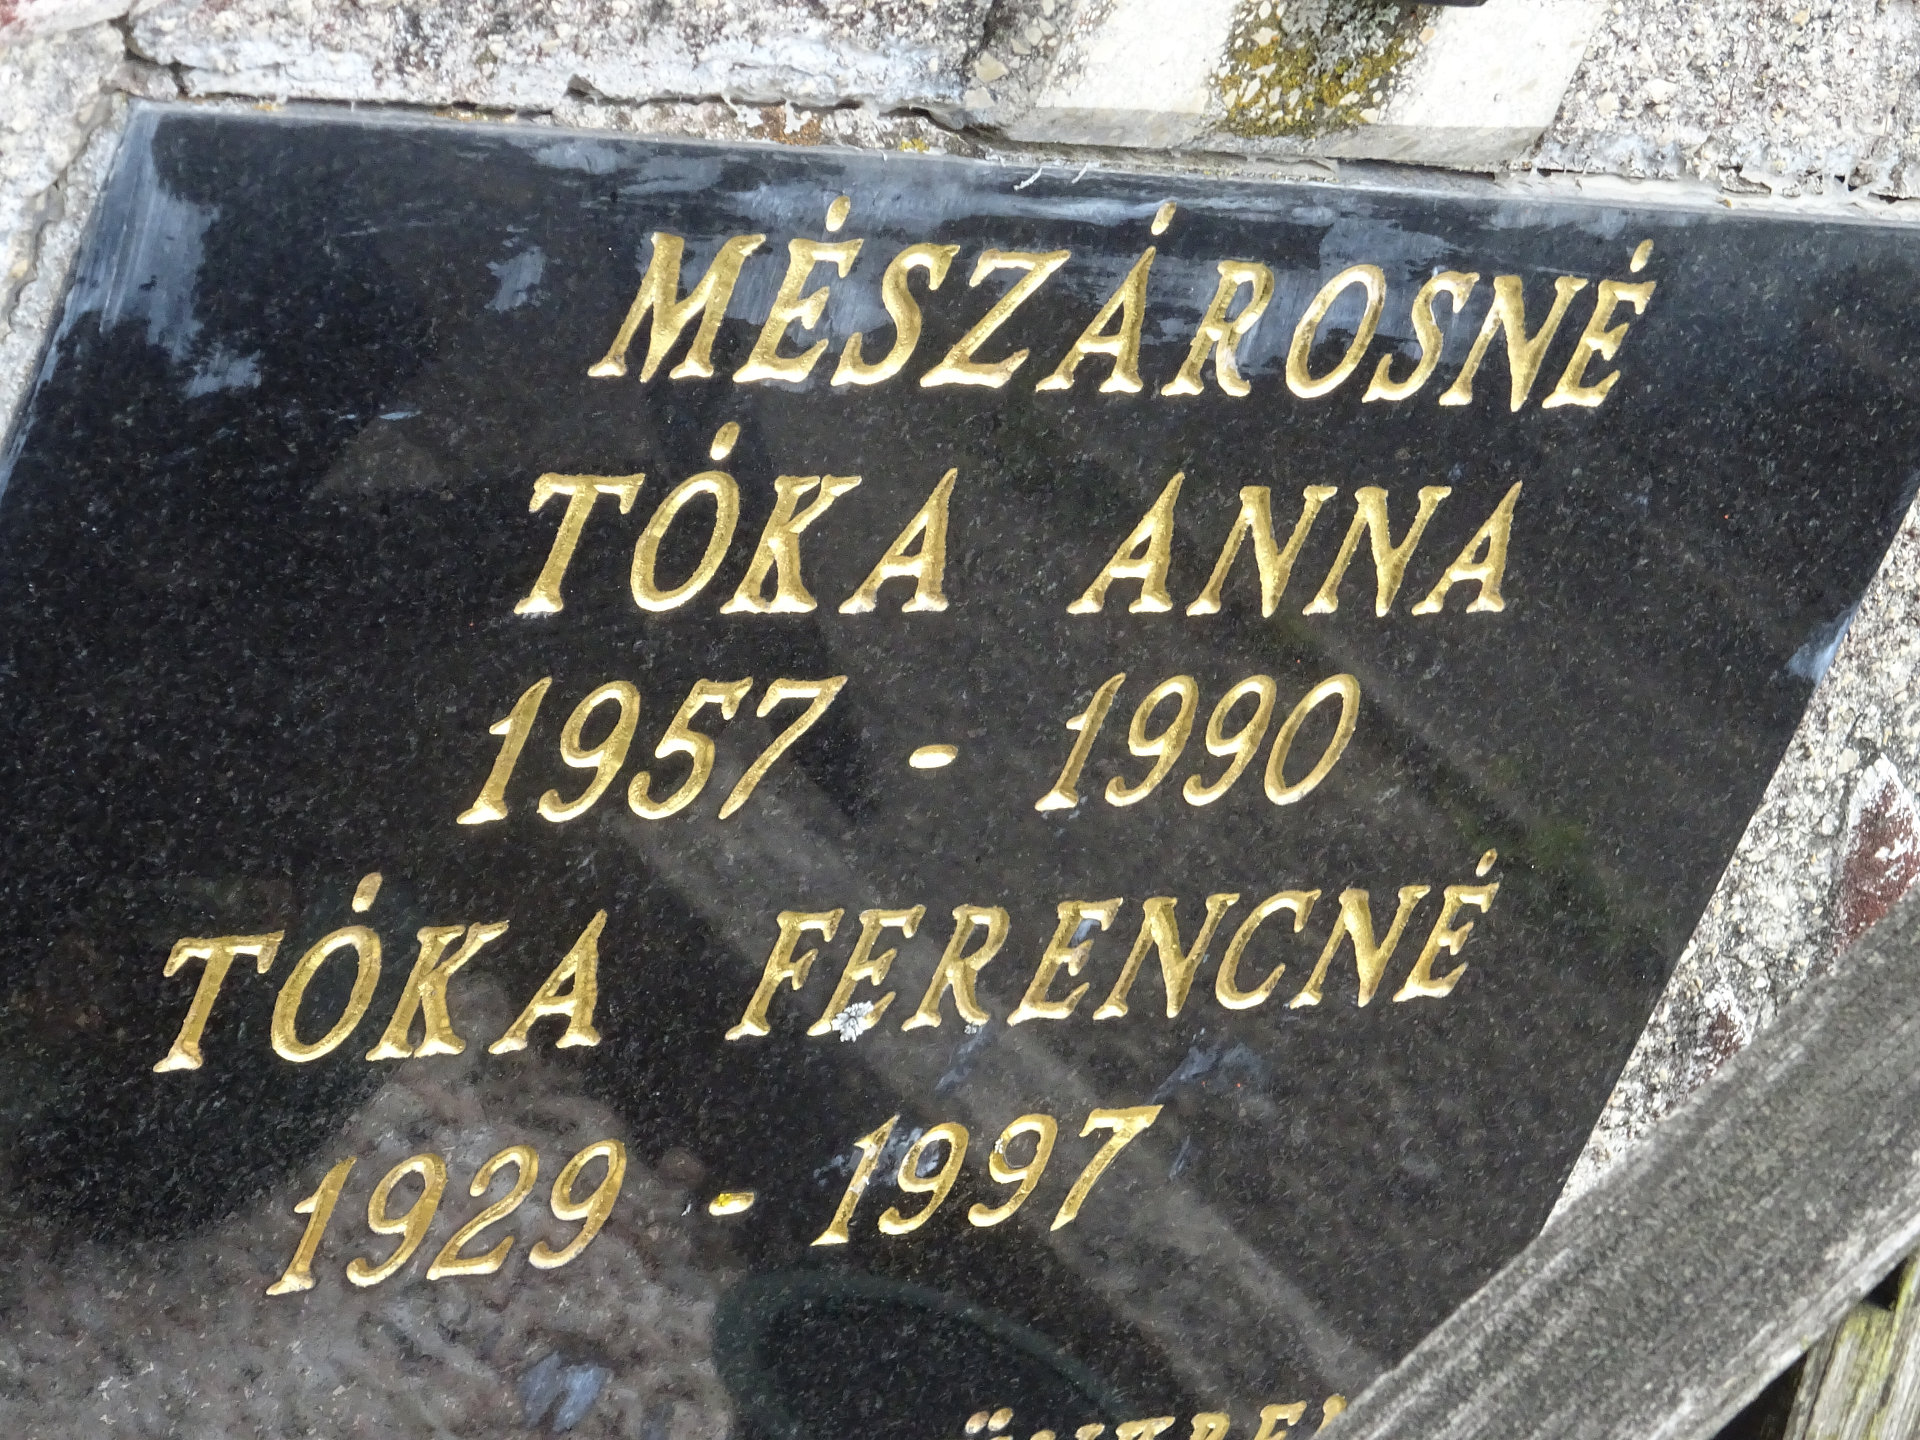 MÉSZÁROSNÉ
TÓKA ANNA
1957 - 1990
TÓKA FERENCNÉ
1929 - 1997